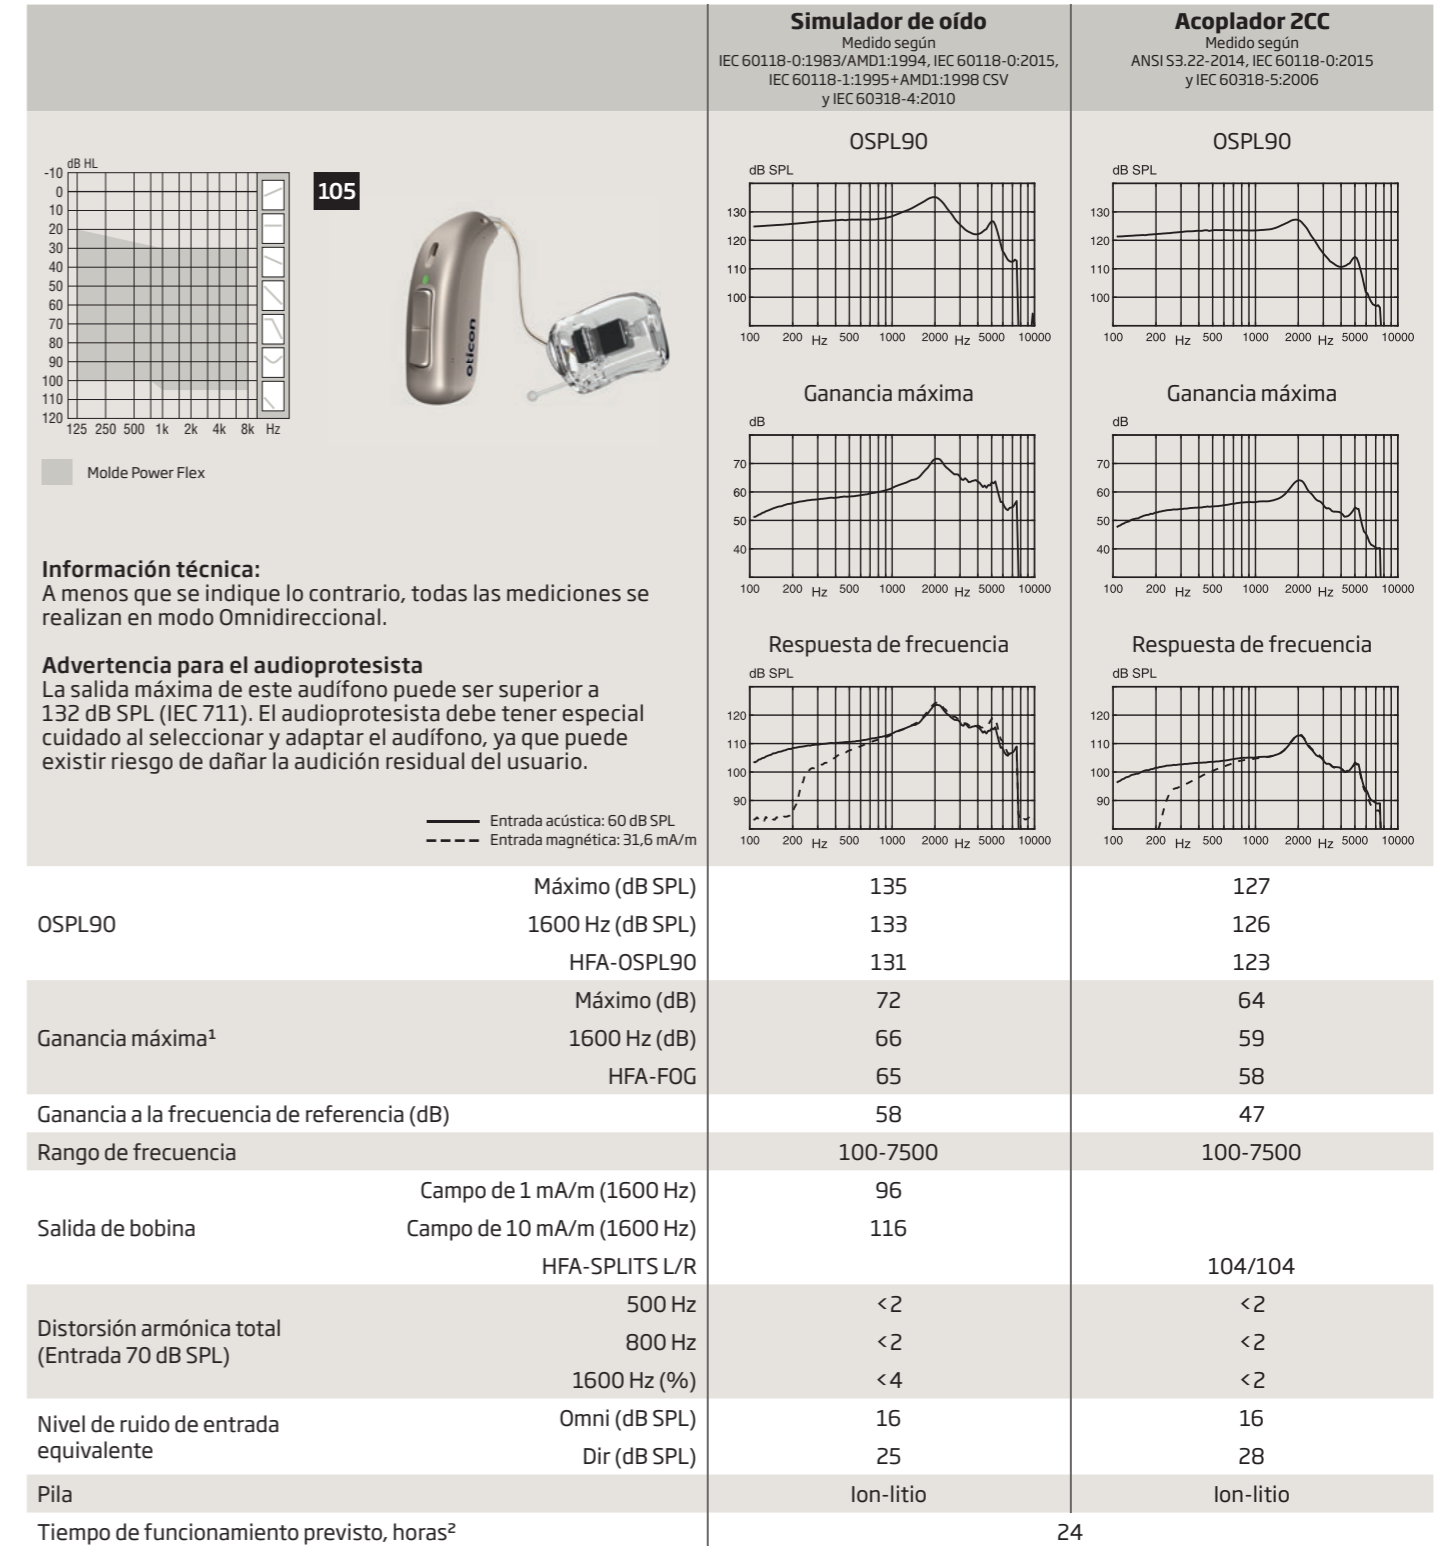 Simulador de oído
Medido según
IEC 60118-0:1983/AMD1:1994, IEC 60118-0:2015,
IEC 60118-1:1995+AMD1:1998 CSV
y IEC 60318-4:2010
Acoplador 2CC
Medido según
ANSI S3.22-2014, IEC 60118-0:2015
y IEC 60318-5:2006
dB HL
-10
0
10
20
30
40
50
60
70
80
90
100
110
120
125 250 500 1k 2k 4k 8k Hz
105
oticon
Molde Power Flex
Información técnica:
A menos que se indique lo contrario, todas las mediciones se
realizan en modo Omnidireccional.
Advertencia para el audioprotesista
La salida máxima de este audífono puede ser superior a
132 dB SPL (IEC 711). El audioprotesista debe tener especial
cuidado al seleccionar y adaptar el audífono, ya que puede
existir riesgo de dañar la audición residual del usuario.
Entrada acústica: 60 dB SPL
Entrada magnética: 31,6 mA/m
OSPL90
dB SPL
130
120
110
100
100 200 Hz 500 1000 2000 Hz 5000 10000
Ganancia máxima
dB
70
60
50
40
100 200 Hz 500 1000 2000 Hz 5000 10000
Respuesta de frecuencia
dB SPL
120
110
100
90
100 200 Hz 500 1000 2000 Hz 5000 10000
OSPL90
dB SPL
130
120
110
100
100 200 Hz 500 1000 2000 Hz 5000 10000
Ganancia máxima
dB
70
60
50
40
100 200 Hz 500 1000 2000 Hz 5000 10000
Respuesta de frecuencia
dB SPL
120
110
100
90
100 200 Hz 500 1000 2000 Hz 5000 10000
Máximo (dB SPL) 135 127
OSPL90 1600 Hz (dB SPL) 133 126
HFA-OSPL90 131 123
Máximo (dB) 72 64
Ganancia máxima¹ 1600 Hz (dB) 66 59
HFA-FOG 65 58
Ganancia a la frecuencia de referencia (dB) 58 47
Rango de frecuencia 100-7500 100-7500
Campo de 1 mA/m (1600 Hz) 96
Salida de bobina Campo de 10 mA/m (1600 Hz) 116
HFA-SPLITS L/R 104/104
500 Hz <2 <2
Distorsión armónica total
(Entrada 70 dB SPL)
800 Hz <2 <2
1600 Hz (%) <4 <2
Nivel de ruido de entrada
equivalente
Omni (dB SPL) 16 16
Dir (dB SPL) 25 28
Pila Ion-litio Ion-litio
Tiempo de funcionamiento previsto, horas² 24